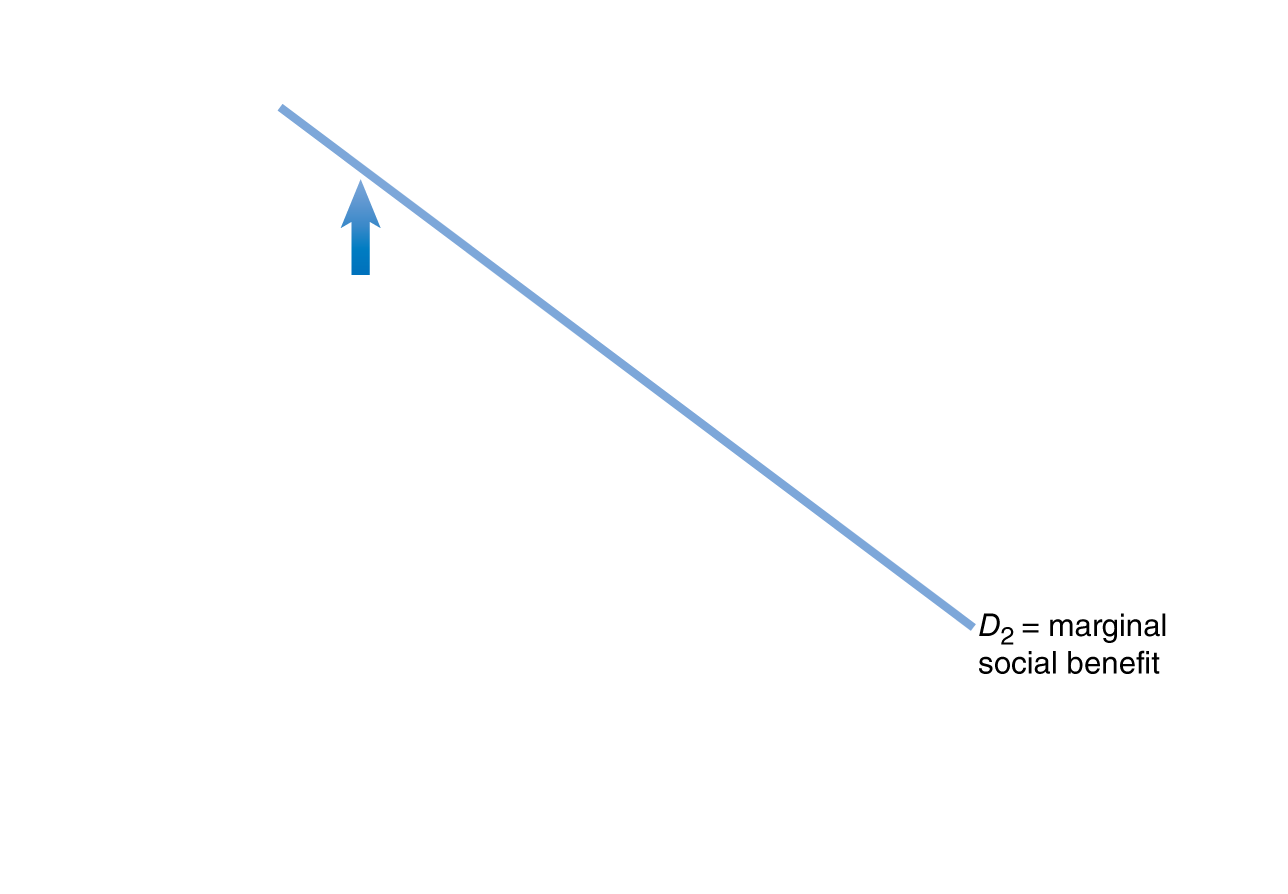 D₂ = marginal
social benefit